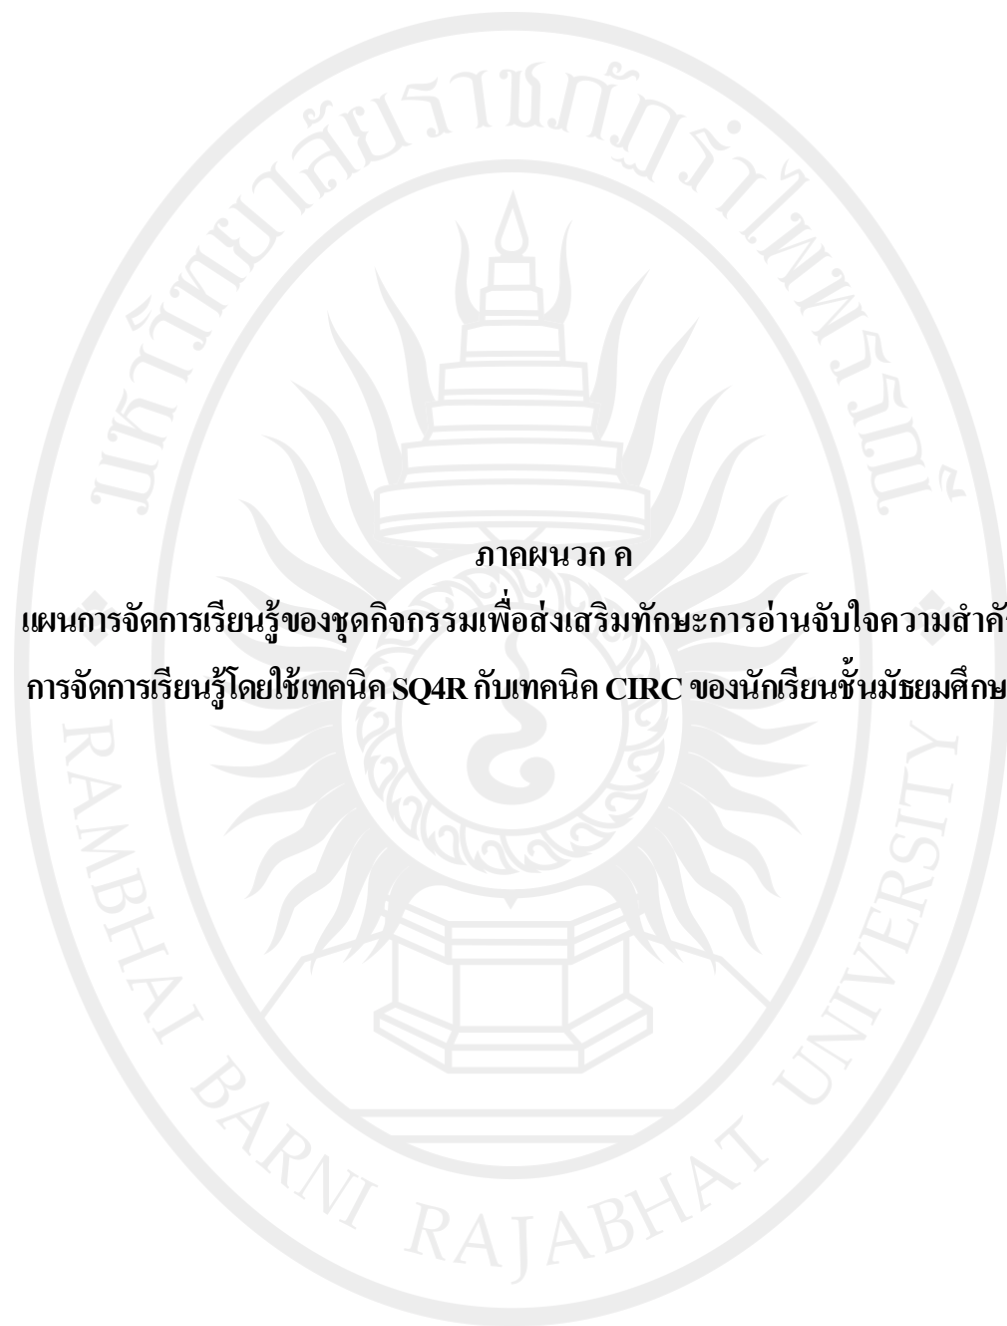 ภาคผนวก ค
แผนการจัดการเรียนรู้ของชุดกิจกรรมเพื่อส่งเสริมทักษะการอ่านจับใจความสำคั
การจัดการเรียนรู้โดยใช้เทคนิค SQ4R กับเทคนิค CIRC ของนักเรียนชั้นมัธยมศึกษ
มหาวิทยาลัยราชภัฏรำไพพรรณี
RAMBHAI BARNI RAJABHAT UNIVERSITY